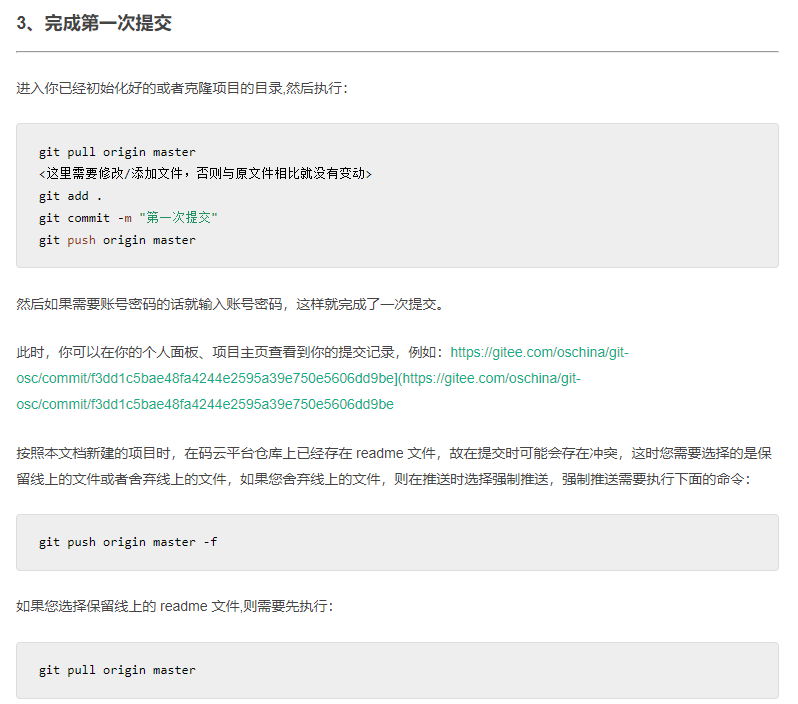 3、完成第一次提交
进入你已经初始化好的或者克隆项目的目录,然后执行：
git pull origin master
<这里需要修改/添加文件，否则与原文件相比就没有变动>
git add .
git commit -m "第一次提交"
git push origin master
然后如果需要账号密码的话就输入账号密码，这样就完成了一次提交。
此时，你可以在你的个人面板、项目主页查看到你的提交记录，例如：https://gitee.com/oschina/git-
osc/commit/f3dd1c5bae48fa4244e2595a39e750e5606dd9be](https://gitee.com/oschina/git-
osc/commit/f3dd1c5bae48fa4244e2595a39e750e5606dd9be
按照本文档新建的项目时，在码云平台仓库上已经存在 readme 文件，故在提交时可能会存在冲突，这时您需要选择的是保
留线上的文件或者舍弃线上的文件，如果您舍弃线上的文件，则在推送时选择强制推送，强制推送需要执行下面的命令：
git push origin master -f
如果您选择保留线上的 readme 文件,则需要先执行：
git pull origin master